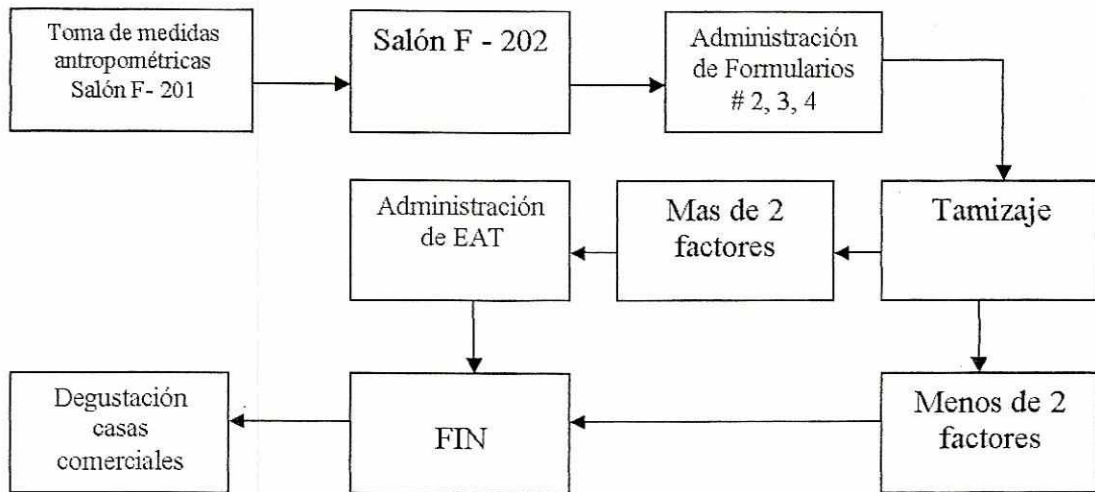 Toma de medidas
antropométricas
Salón F- 201
Salón F - 202
Administración
de Formularios
# 2, 3, 4
Tamizaje
Mas de 2
factores
Administración
de EAT
Menos de 2
factores
FIN
Degustación
casas
comerciales